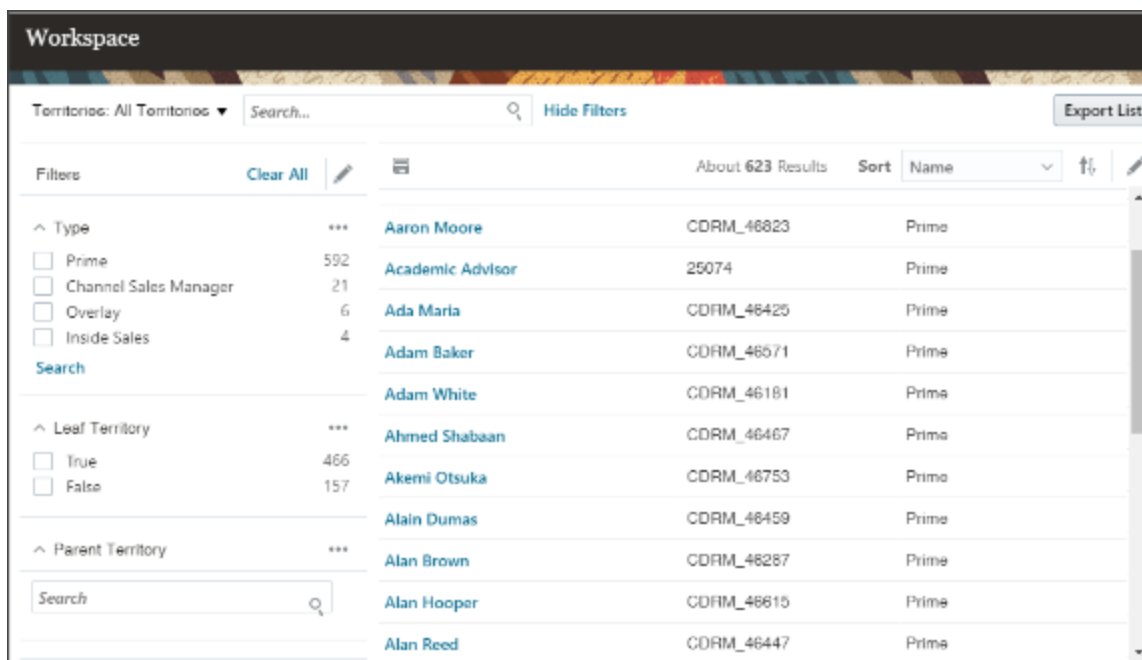 Workspace
Territories: All Territories ▼ Search... Hide Filters Export List
Filters Clear All About 623 Results Sort Name
Type ...
Prime 592
Channel Sales Manager 21
Overlay 6
Inside Sales 4
Search
Leaf Territory ...
True 466
False 157
Parent Territory ...
Search
Aaron Moore CDRM_46823 Prime
Academic Advisor 25074 Prime
Ada Maria CDRM_46425 Prime
Adam Baker CDRM_46571 Prime
Adam White CDRM_46181 Prime
Ahmed Shabaan CDRM_46467 Prime
Akemi Otsuka CDRM_46753 Prime
Alain Dumas CDRM_46459 Prime
Alan Brown CDRM_46287 Prime
Alan Hooper CDRM_46615 Prime
Alan Reed CDRM_46447 Prime